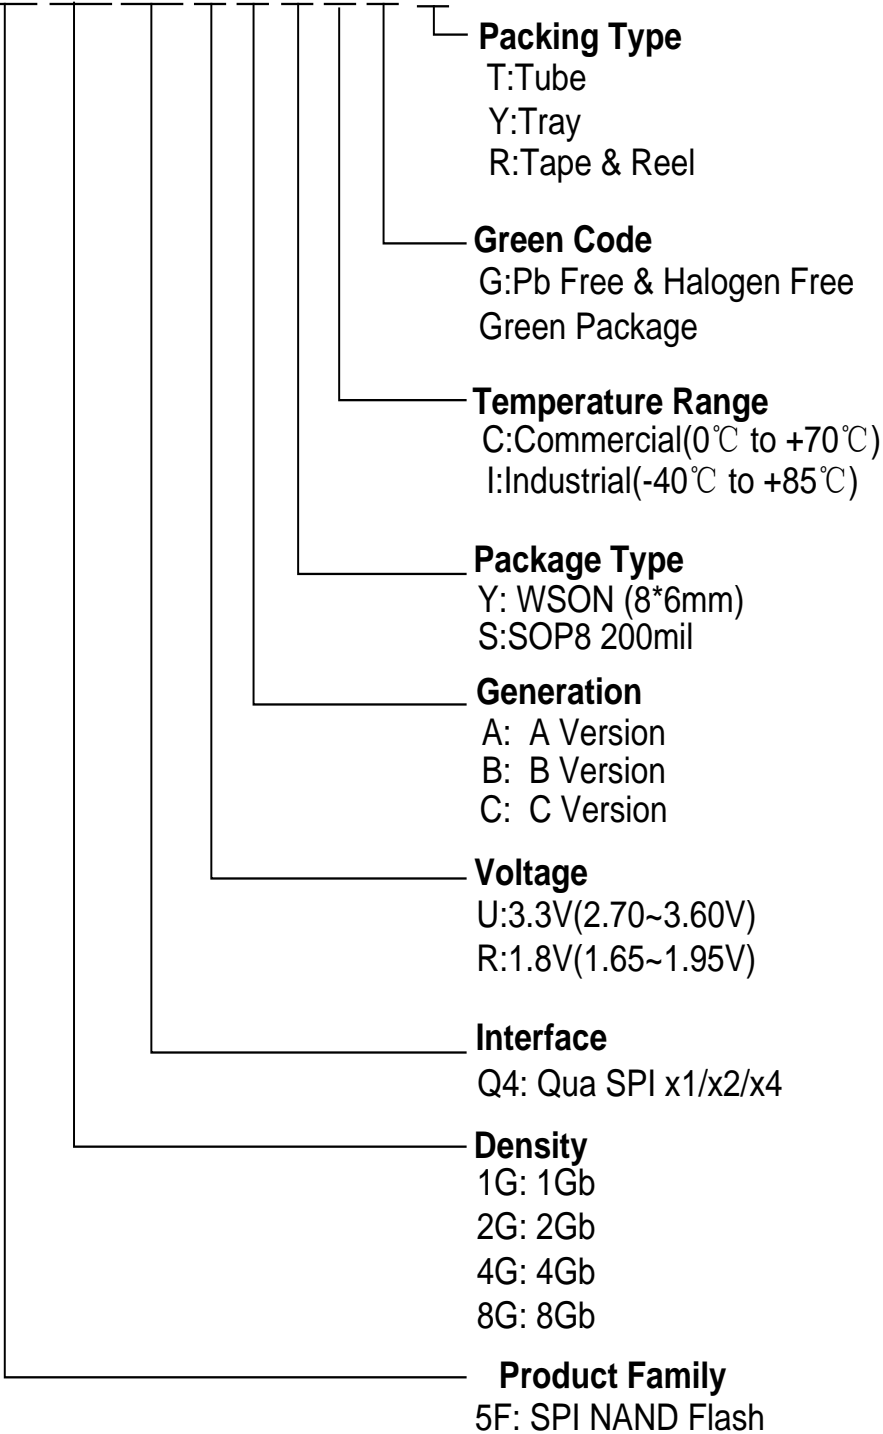 Packing Type
T:Tube
Y:Tray
R:Tape & Reel
Green Code
G:Pb Free & Halogen Free
Green Package
Temperature Range
C:Commercial(0℃ to +70℃)
I:Industrial(-40℃ to +85℃)
Package Type
Y: WSON (8*6mm)
S:SOP8 200mil
Generation
A: A Version
B: B Version
C: C Version
Voltage
U:3.3V(2.70~3.60V)
R:1.8V(1.65~1.95V)
Interface
Q4: Qua SPI x1/x2/x4
Density
1G: 1Gb
2G: 2Gb
4G: 4Gb
8G: 8Gb
Product Family
5F: SPI NAND Flash